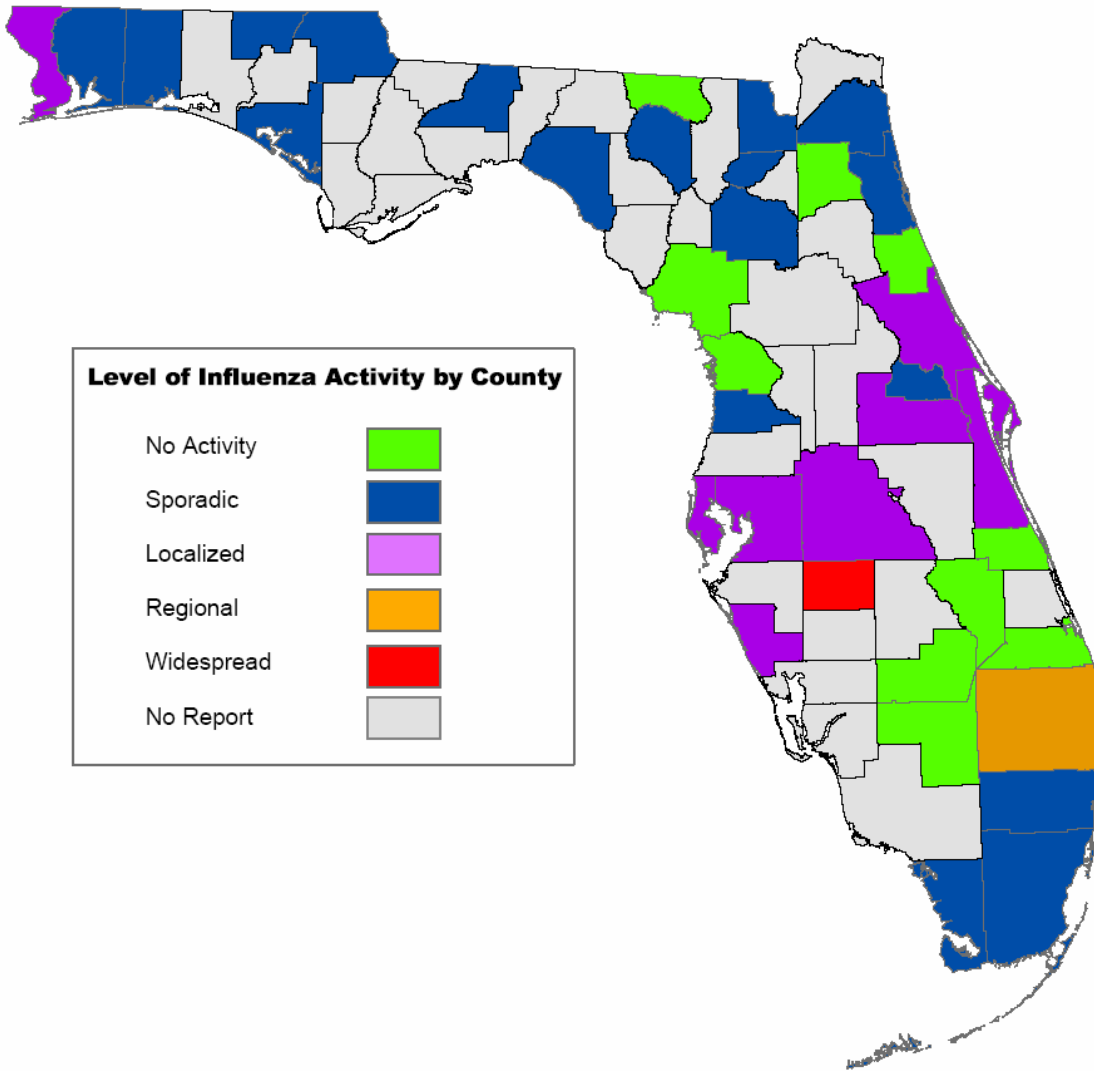 Level of Influenza Activity by County
No Activity
Sporadic
Localized
Regional
Widespread
No Report